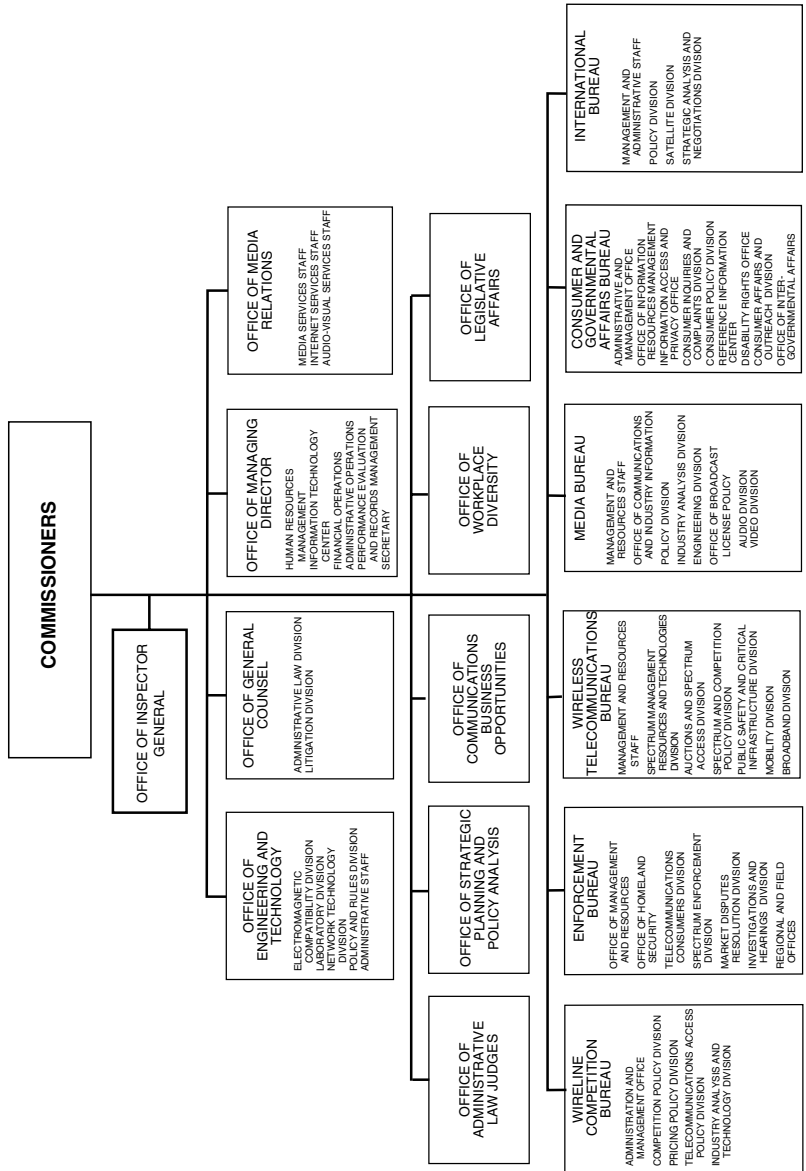 COMMISSIONERS
OFFICE OF INSPECTOR
GENERAL
OFFICE OF
ENGINEERING AND
TECHNOLOGY
ELECTROMAGNETIC
COMPATIBILITY DIVISION
LABORATORY DIVISION
NETWORK TECHNOLOGY
DIVISION
POLICY AND RULES DIVISION
ADMINISTRATIVE STAFF
OFFICE OF GENERAL
COUNSEL
ADMINISTRATIVE LAW DIVISION
LITIGATION DIVISION
OFFICE OF MANAGING
DIRECTOR
HUMAN RESOURCES
MANAGEMENT
INFORMATION TECHNOLOGY
CENTER
FINANCIAL OPERATIONS
ADMINISTRATIVE OPERATIONS
PERFORMANCE EVALUATION
AND RECORDS MANAGEMENT
SECRETARY
OFFICE OF MEDIA
RELATIONS
MEDIA SERVICES STAFF
INTERNET SERVICES STAFF
AUDIO-VISUAL SERVICES STAFF
OFFICE OF
ADMINISTRATIVE
LAW JUDGES
OFFICE OF STRATEGIC
PLANNING AND
POLICY ANALYSIS
OFFICE OF
COMMUNICATIONS
BUSINESS
OPPORTUNITIES
OFFICE OF
WORKPLACE
DIVERSITY
OFFICE OF
LEGISLATIVE
AFFAIRS
WIRELINE
COMPETITION
BUREAU
ADMINISTRATION AND
MANAGEMENT OFFICE
COMPETITION POLICY DIVISION
PRICING POLICY DIVISION
TELECOMMUNICATIONS ACCESS
POLICY DIVISION
INDUSTRY ANALYSIS AND
TECHNOLOGY DIVISION
ENFORCEMENT
BUREAU
OFFICE OF MANAGEMENT
AND RESOURCES
OFFICE OF HOMELAND
SECURITY
TELECOMMUNICATIONS
CONSUMERS DIVISION
SPECTRUM ENFORCEMENT
DIVISION
MARKET DISPUTES
RESOLUTION DIVISION
INVESTIGATIONS AND
HEARINGS DIVISION
REGIONAL AND FIELD
OFFICES
WIRELESS
TELECOMMUNICATIONS
BUREAU
MANAGEMENT AND RESOURCES
STAFF
SPECTRUM MANAGEMENT
RESOURCES AND TECHNOLOGIES
DIVISION
AUCTIONS AND SPECTRUM
ACCESS DIVISION
SPECTRUM AND COMPETITION
POLICY DIVISION
PUBLIC SAFETY AND CRITICAL
INFRASTRUCTURE DIVISION
MOBILITY DIVISION
BROADBAND DIVISION
MEDIA BUREAU
MANAGEMENT AND
RESOURCES STAFF
OFFICE OF COMMUNICATIONS
AND INDUSTRY INFORMATION
POLICY DIVISION
INDUSTRY ANALYSIS DIVISION
ENGINEERING DIVISION
OFFICE OF BROADCAST
LICENSE POLICY
AUDIO DIVISION
VIDEO DIVISION
CONSUMER AND
GOVERNMENTAL
AFFAIRS BUREAU
ADMINISTRATIVE AND
MANAGEMENT OFFICE
OFFICE OF INFORMATION
RESOURCES MANAGEMENT
INFORMATION ACCESS AND
PRIVACY OFFICE
CONSUMER INQUIRIES AND
COMPLAINTS DIVISION
CONSUMER POLICY DIVISION
REFERENCE INFORMATION
CENTER
DISABILITY RIGHTS OFFICE
CONSUMER AFFAIRS AND
OUTREACH DIVISION
OFFICE OF INTER-
GOVERNMENTAL AFFAIRS
INTERNATIONAL
BUREAU
MANAGEMENT AND
ADMINISTRATIVE STAFF
POLICY DIVISION
SATELLITE DIVISION
STRATEGIC ANALYSIS AND
NEGOTIATIONS DIVISION